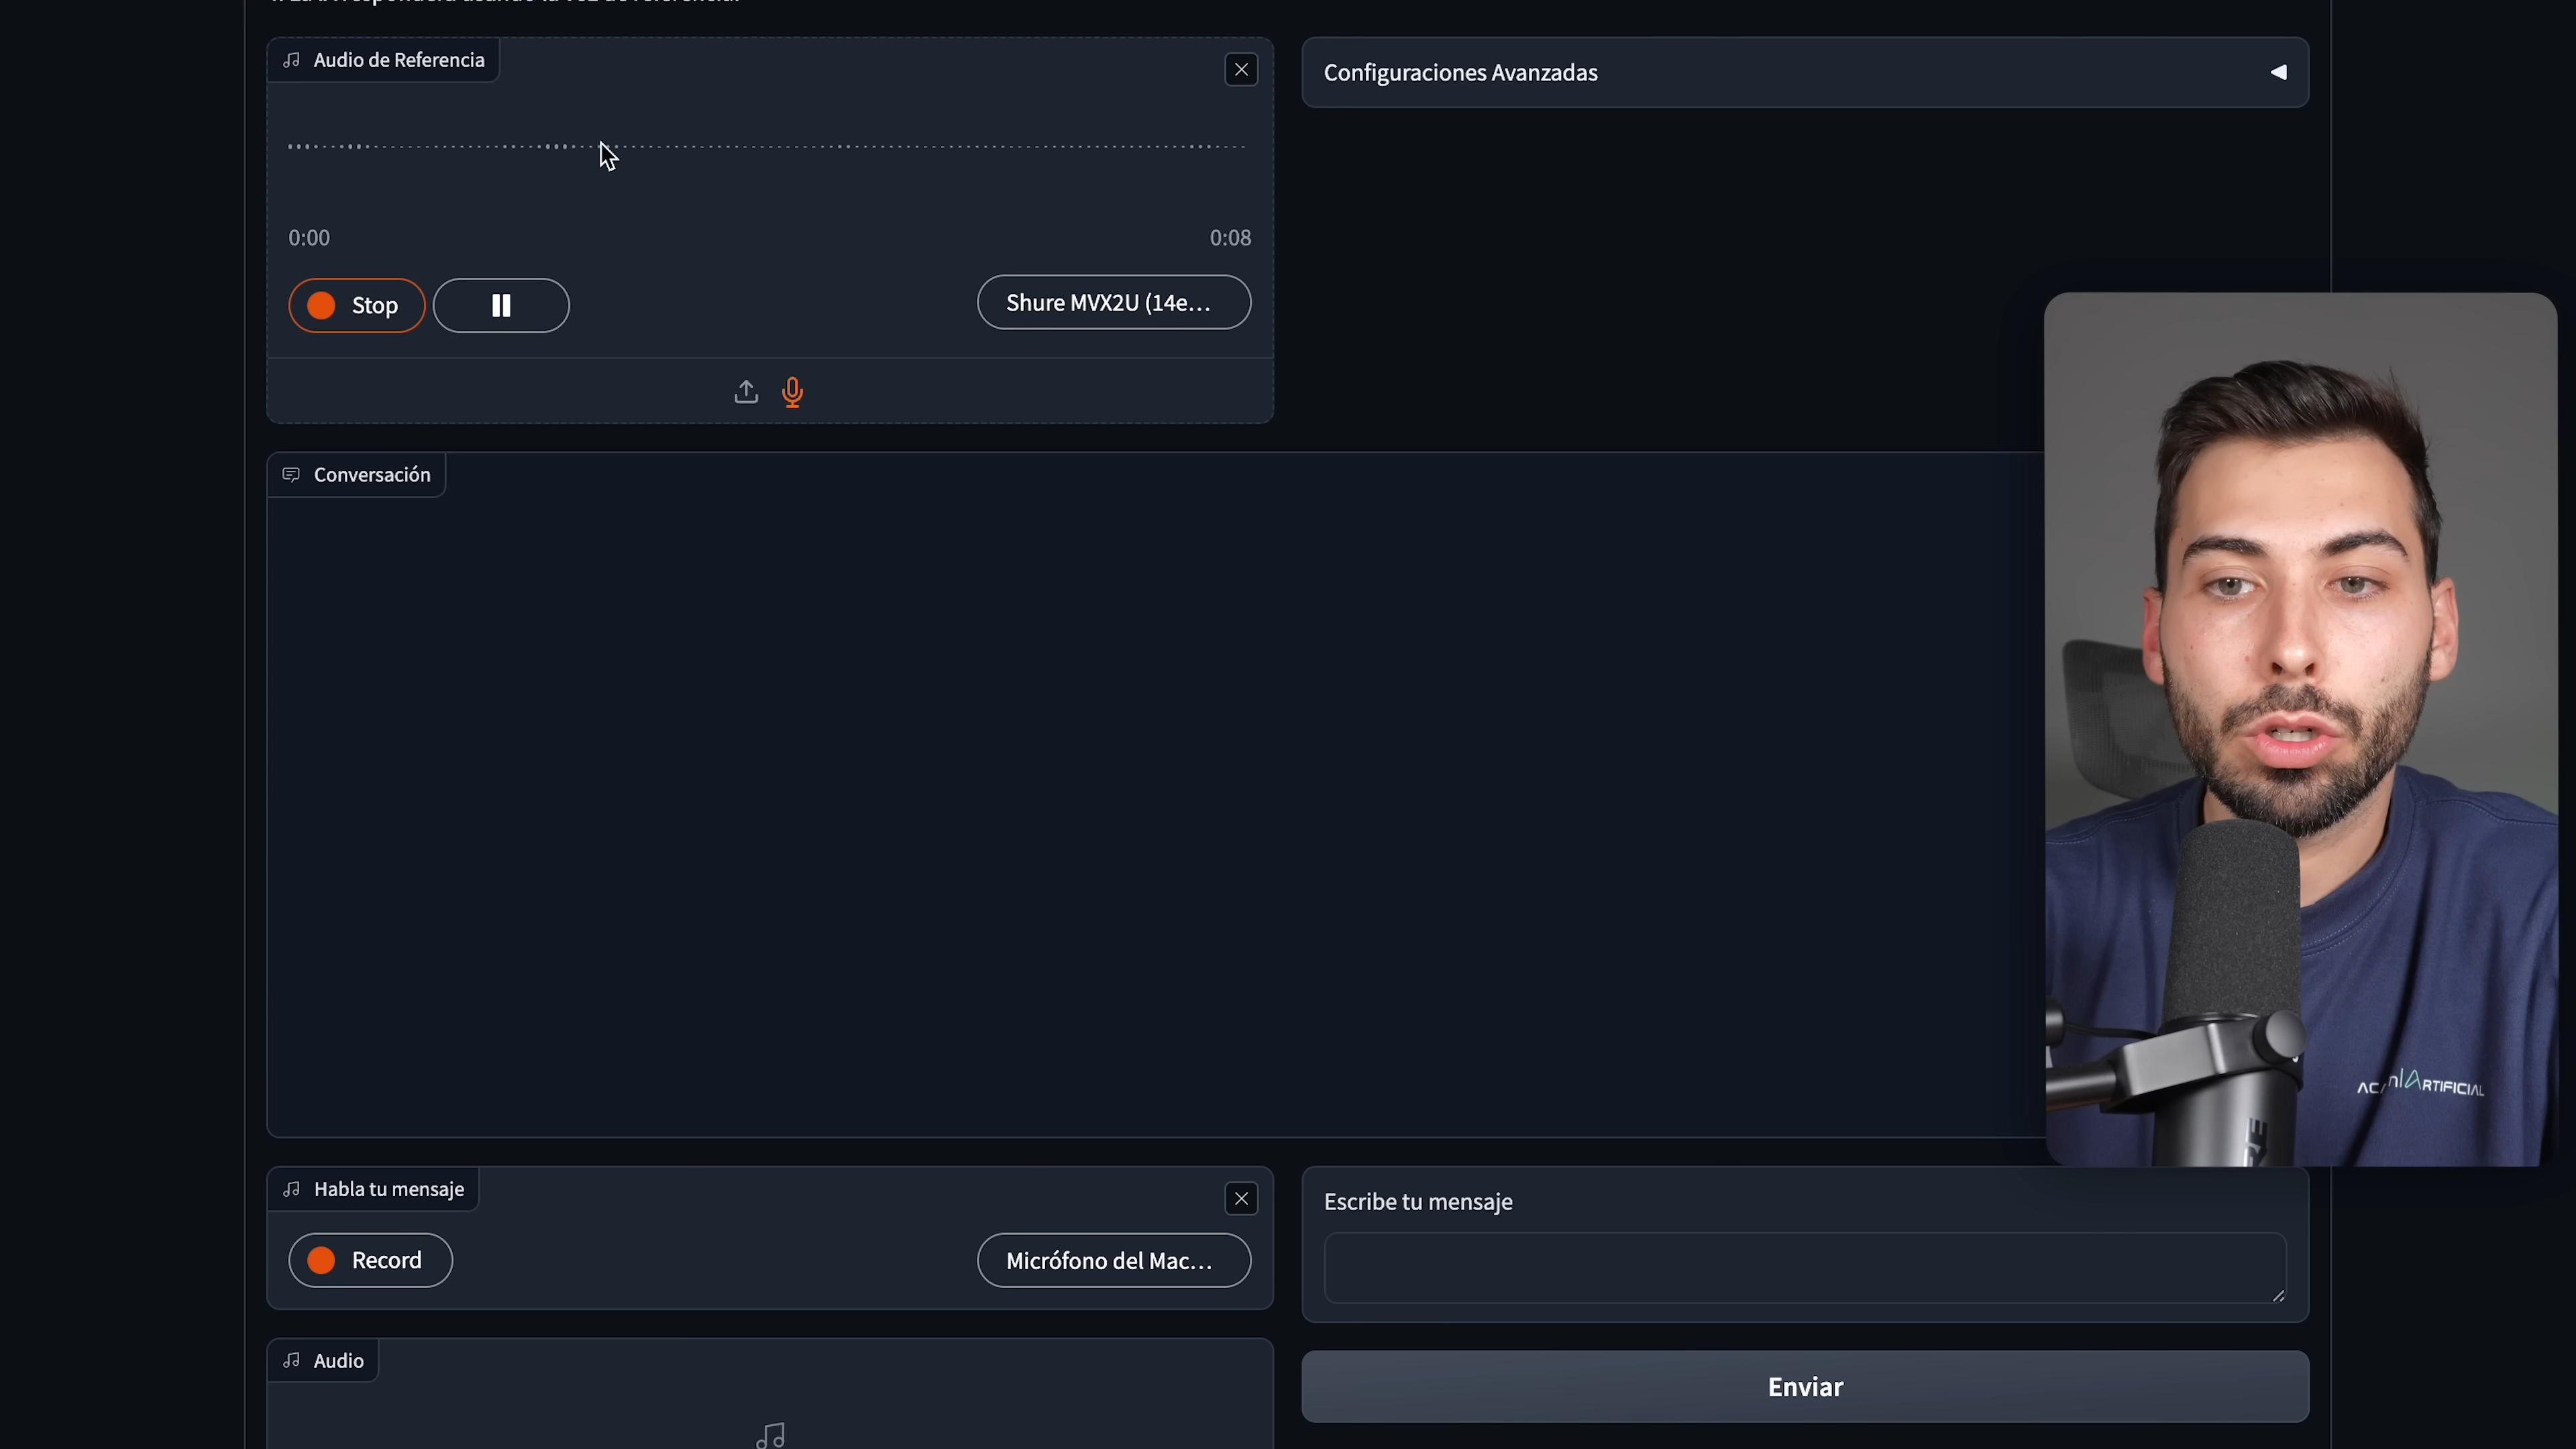 Audio de Referencia
Configuraciones Avanzadas
0:00
0:08
Stop
Shure MVX2U (14e...
Conversación
Habla tu mensaje
Record
Micrófono del Mac...
Escribe tu mensaje
Audio
Enviar
ARTIFICIAL